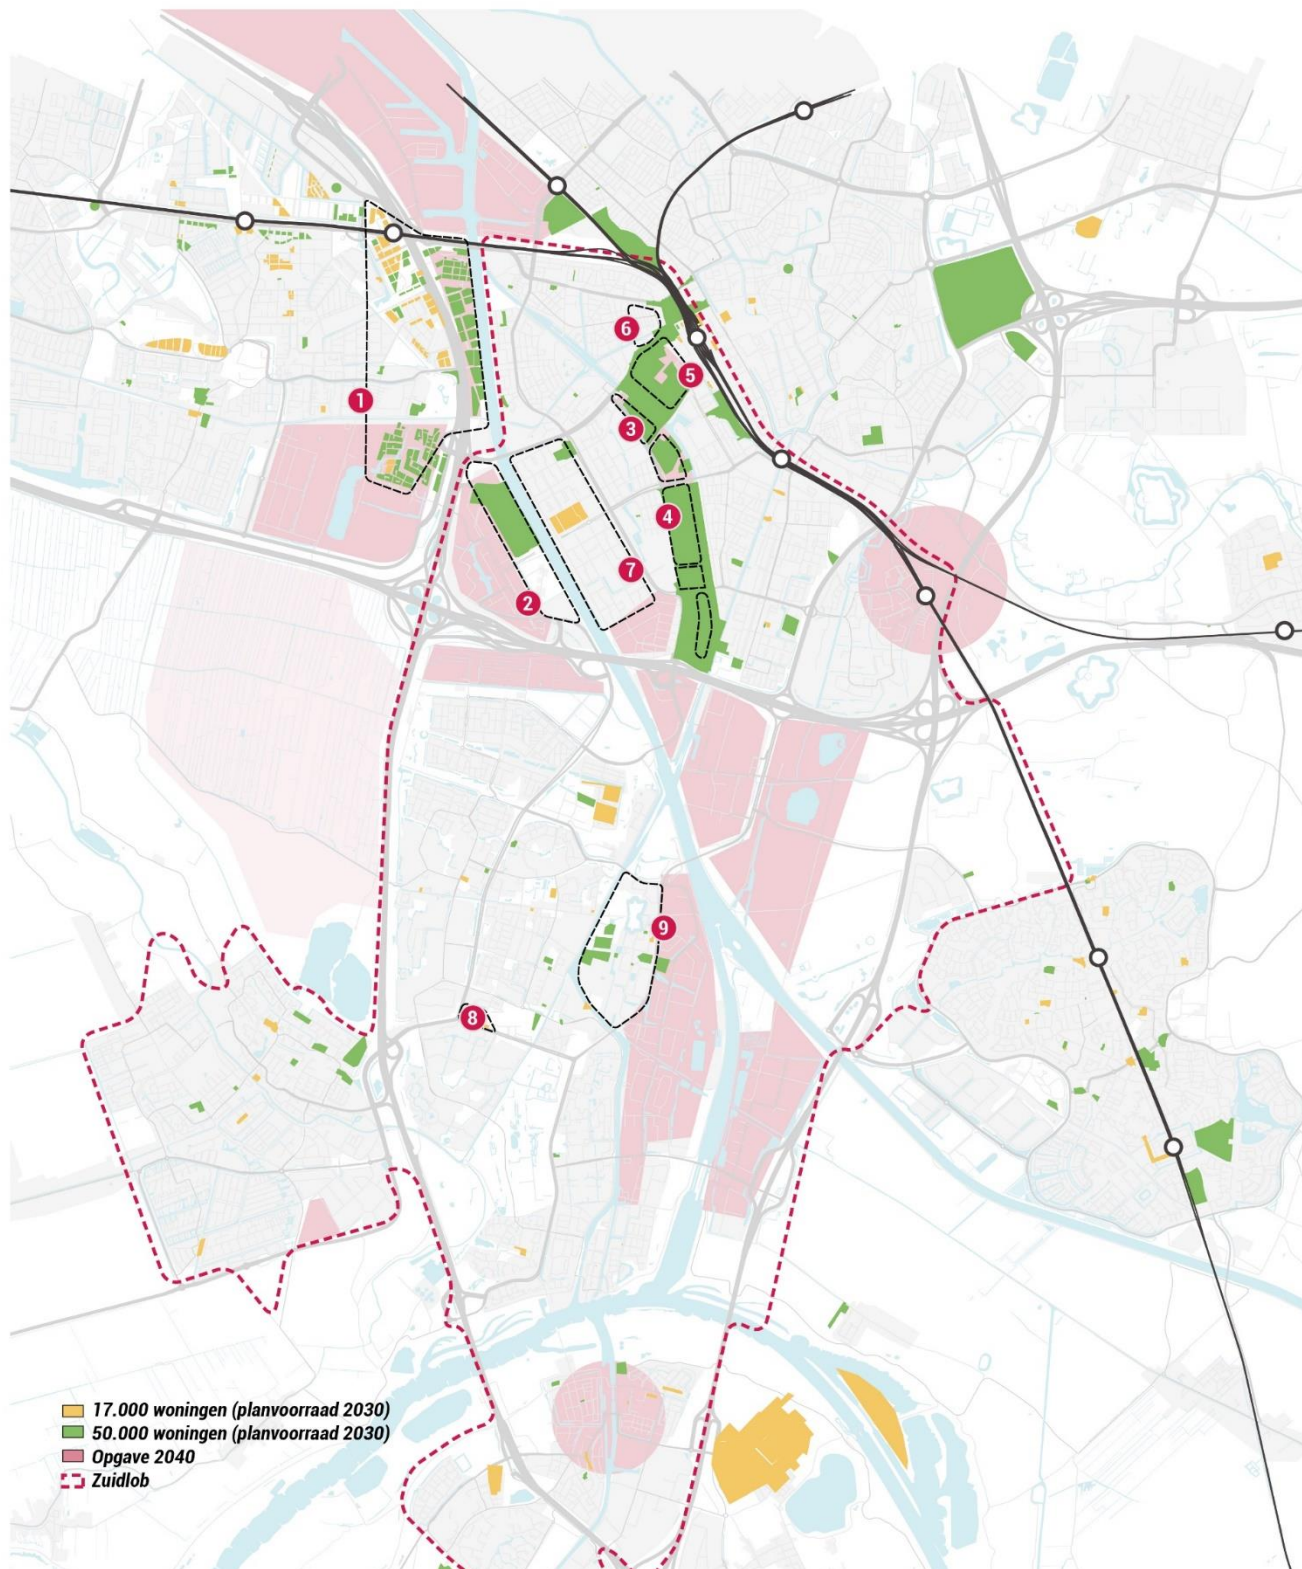 6
5
1
3
4
7
2
9
8
17.000 woningen (planvoorraad 2030)
50.000 woningen (planvoorraad 2030)
Opgave 2040
Zuidlob